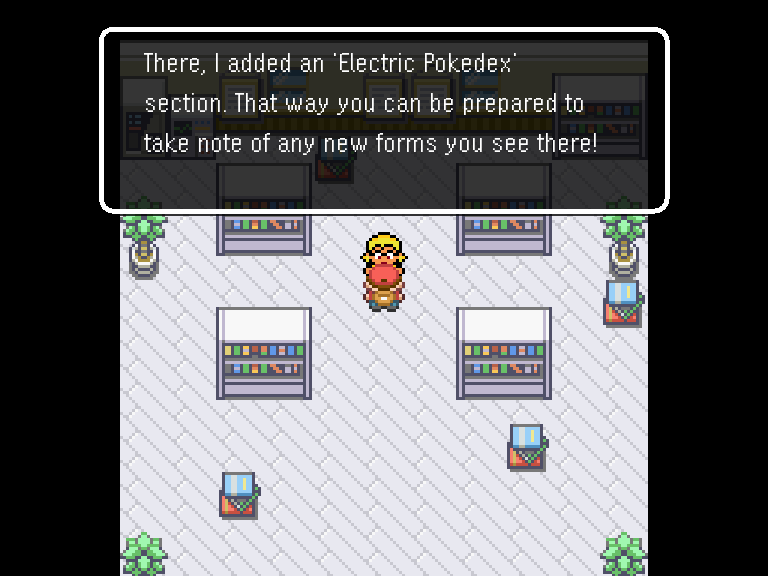 There, I added an 'Electric Pokedex'
section. That way you can be prepared to
take note of any new forms you see there!